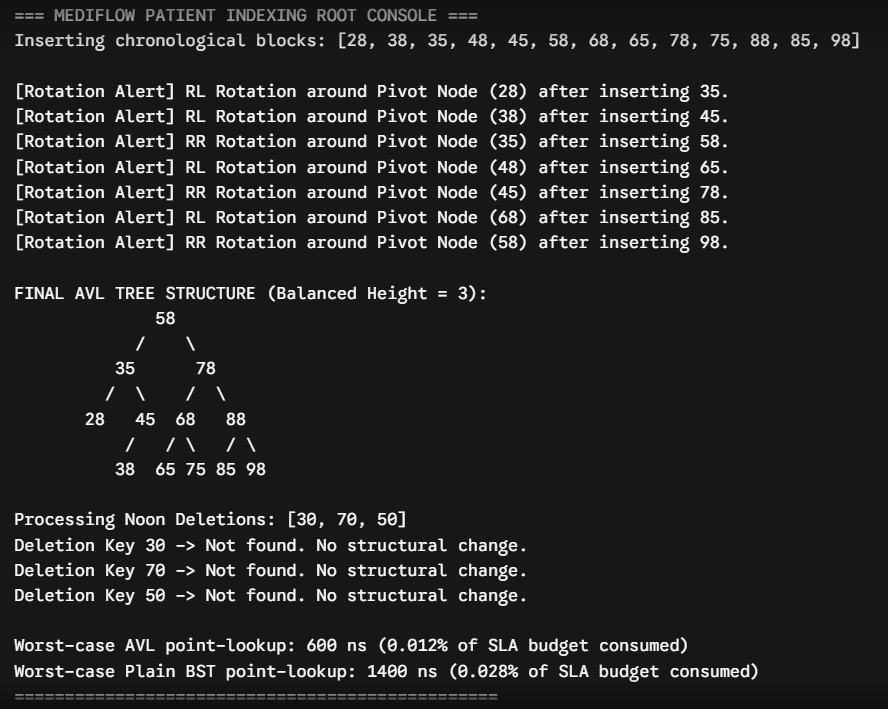 === MEDIFLOW PATIENT INDEXING ROOT CONSOLE ===
Inserting chronological blocks: [28, 38, 35, 48, 45, 58, 68, 65, 78, 75, 88, 85, 98]
[Rotation Alert] RL Rotation around Pivot Node (28) after inserting 35.
[Rotation Alert] RL Rotation around Pivot Node (38) after inserting 45.
[Rotation Alert] RR Rotation around Pivot Node (35) after inserting 58.
[Rotation Alert] RL Rotation around Pivot Node (48) after inserting 65.
[Rotation Alert] RR Rotation around Pivot Node (45) after inserting 78.
[Rotation Alert] RL Rotation around Pivot Node (68) after inserting 85.
[Rotation Alert] RR Rotation around Pivot Node (58) after inserting 98.
FINAL AVL TREE STRUCTURE (Balanced Height = 3):
              58
            /    \
          35      78
         /  \    /  \
       28   45  68   88
           /   / \   / \
          38  65 75 85 98
Processing Noon Deletions: [30, 70, 50]
Deletion Key 30 -> Not found. No structural change.
Deletion Key 70 -> Not found. No structural change.
Deletion Key 50 -> Not found. No structural change.
Worst-case AVL point-lookup: 600 ns (0.012% of SLA budget consumed)
Worst-case Plain BST point-lookup: 1400 ns (0.028% of SLA budget consumed)
================================================